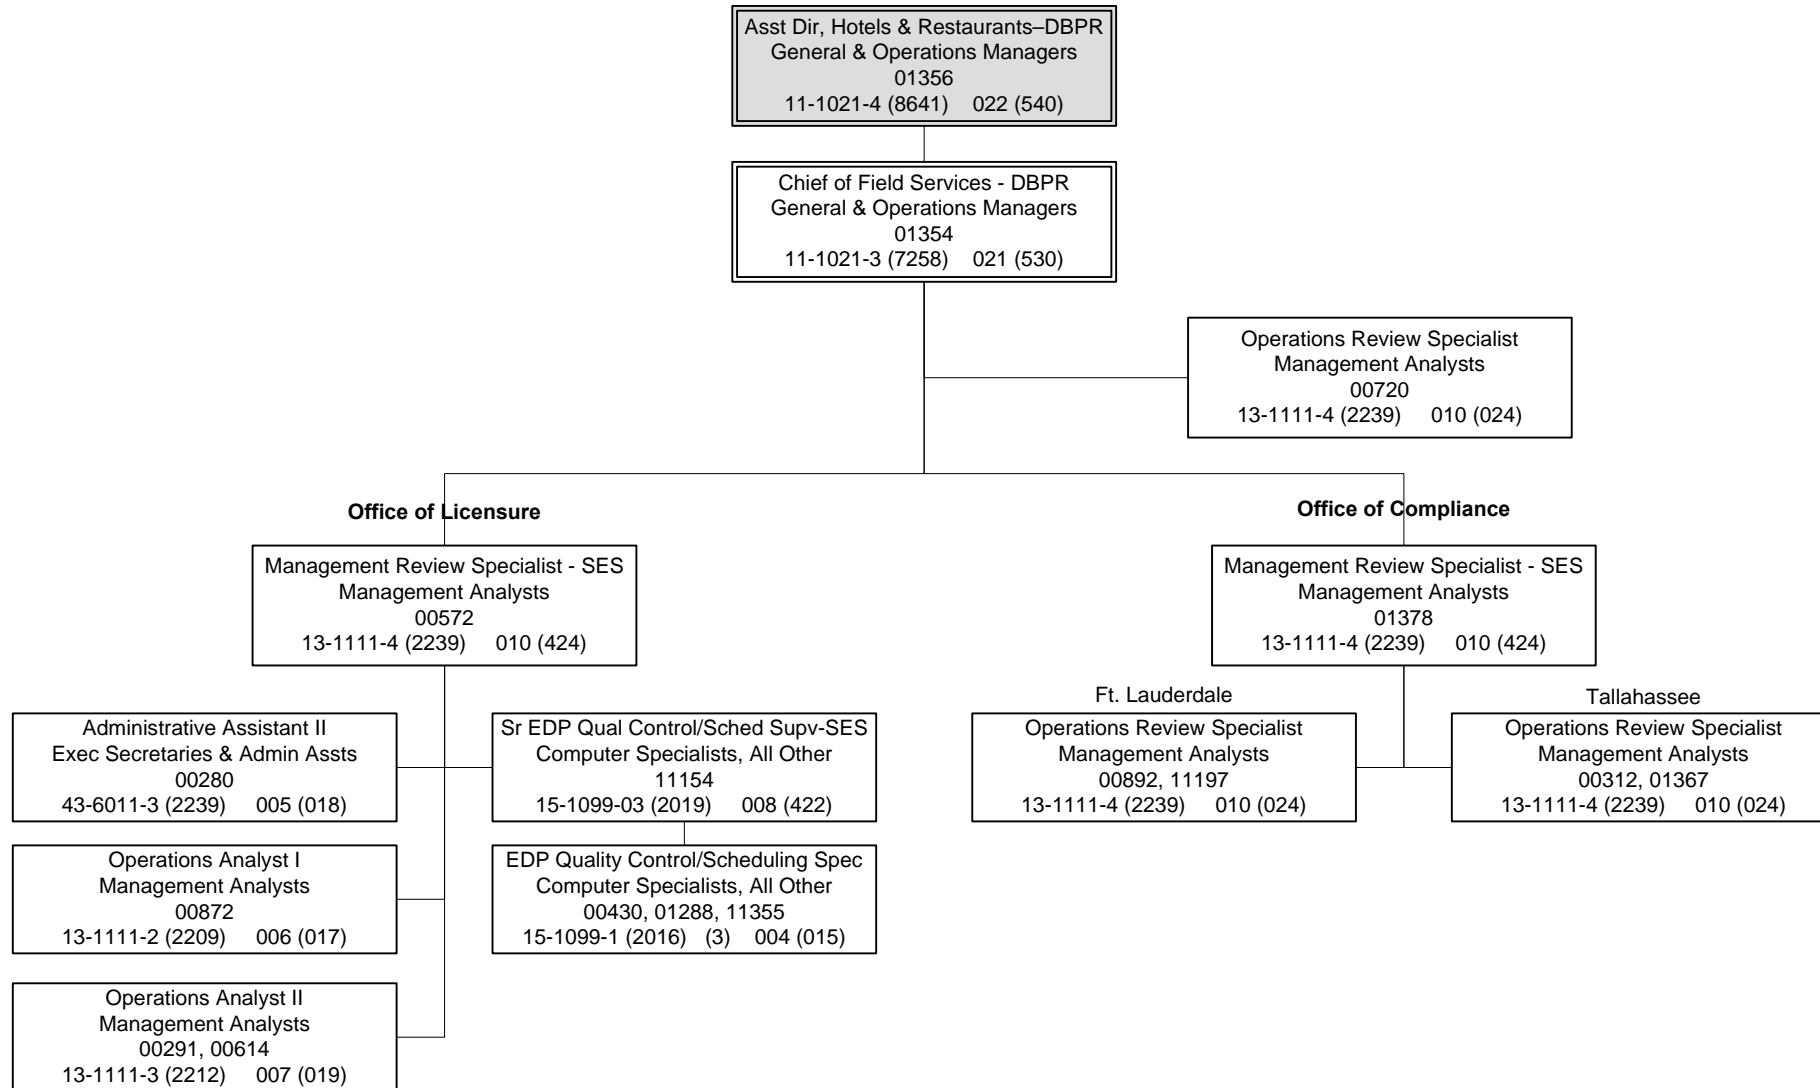 Asst Dir, Hotels & Restaurants–DBPR
General & Operations Managers
01356
11-1021-4 (8641) 022 (540)
Chief of Field Services - DBPR
General & Operations Managers
01354
11-1021-3 (7258) 021 (530)
Operations Review Specialist
Management Analysts
00720
13-1111-4 (2239) 010 (024)
Office of Licensure
Management Review Specialist - SES
Management Analysts
00572
13-1111-4 (2239) 010 (424)
Administrative Assistant II
Exec Secretaries & Admin Assts
00280
43-6011-3 (2239) 005 (018)
Sr EDP Qual Control/Sched Supv-SES
Computer Specialists, All Other
11154
15-1099-03 (2019) 008 (422)
Operations Analyst I
Management Analysts
00872
13-1111-2 (2209) 006 (017)
EDP Quality Control/Scheduling Spec
Computer Specialists, All Other
00430, 01288, 11355
15-1099-1 (2016) (3) 004 (015)
Operations Analyst II
Management Analysts
00291, 00614
13-1111-3 (2212) 007 (019)
Office of Compliance
Management Review Specialist - SES
Management Analysts
01378
13-1111-4 (2239) 010 (424)
Ft. Lauderdale
Operations Review Specialist
Management Analysts
00892, 11197
13-1111-4 (2239) 010 (024)
Tallahassee
Operations Review Specialist
Management Analysts
00312, 01367
13-1111-4 (2239) 010 (024)